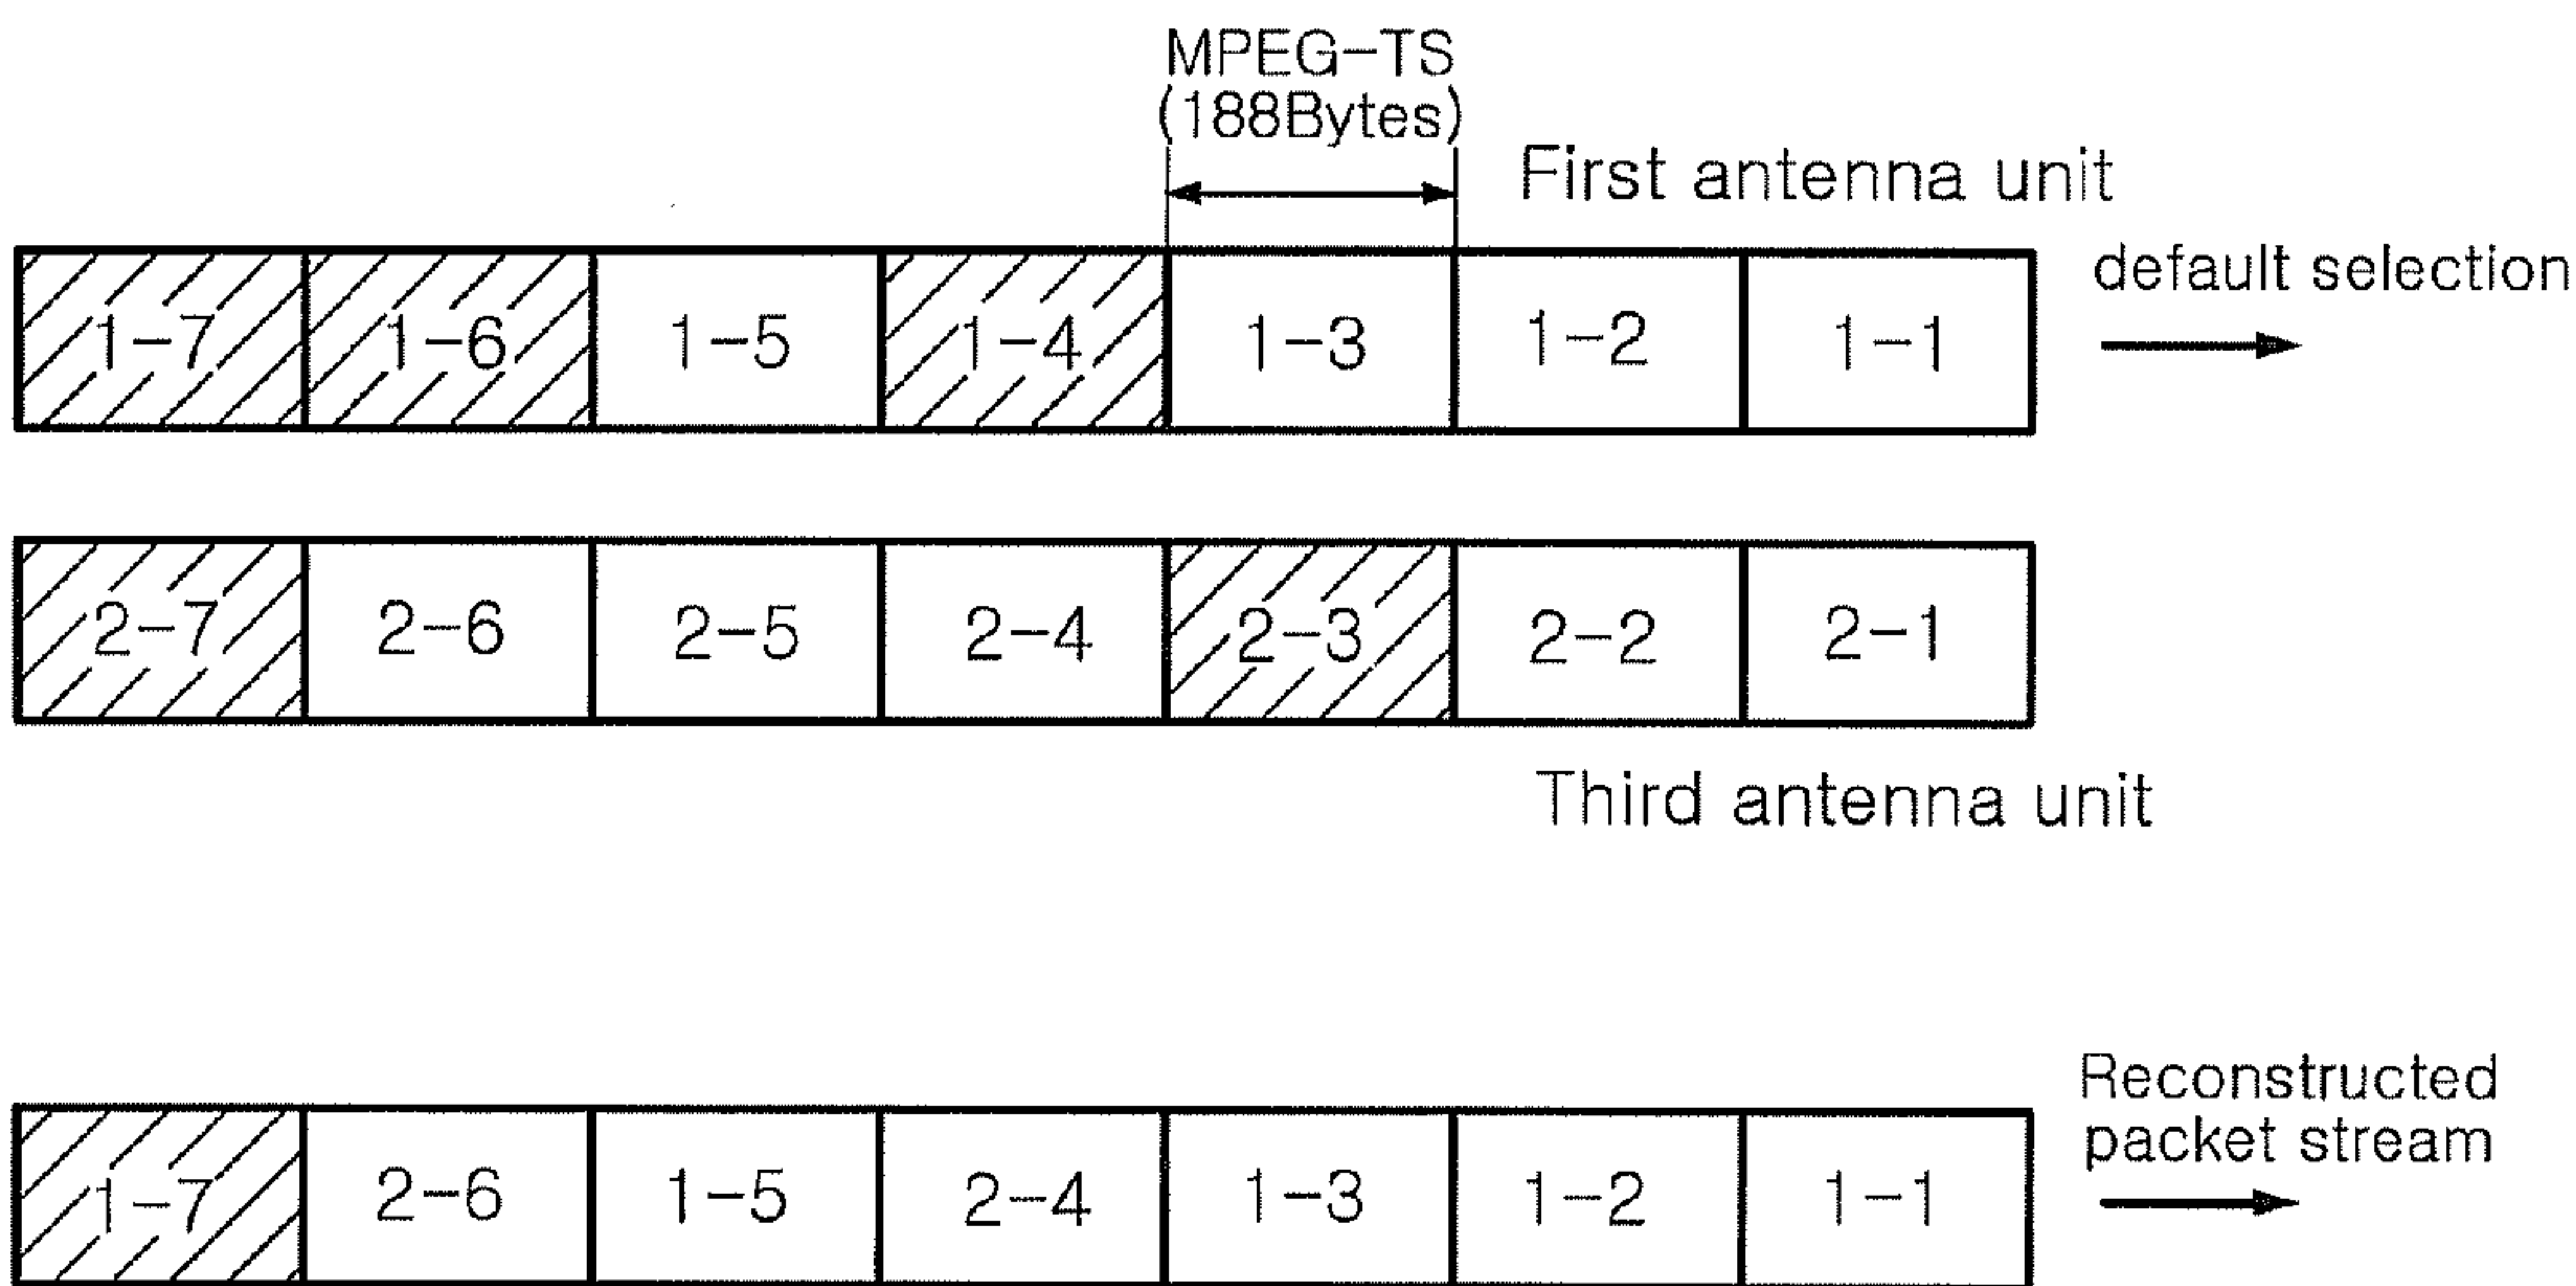 MPEG-TS
(188Bytes)
First antenna unit
default selection
1-7 1-6 1-5 1-4 1-3 1-2 1-1
2-7 2-6 2-5 2-4 2-3 2-2 2-1
Third antenna unit
Reconstructed
packet stream
1-7 2-6 1-5 2-4 1-3 1-2 1-1